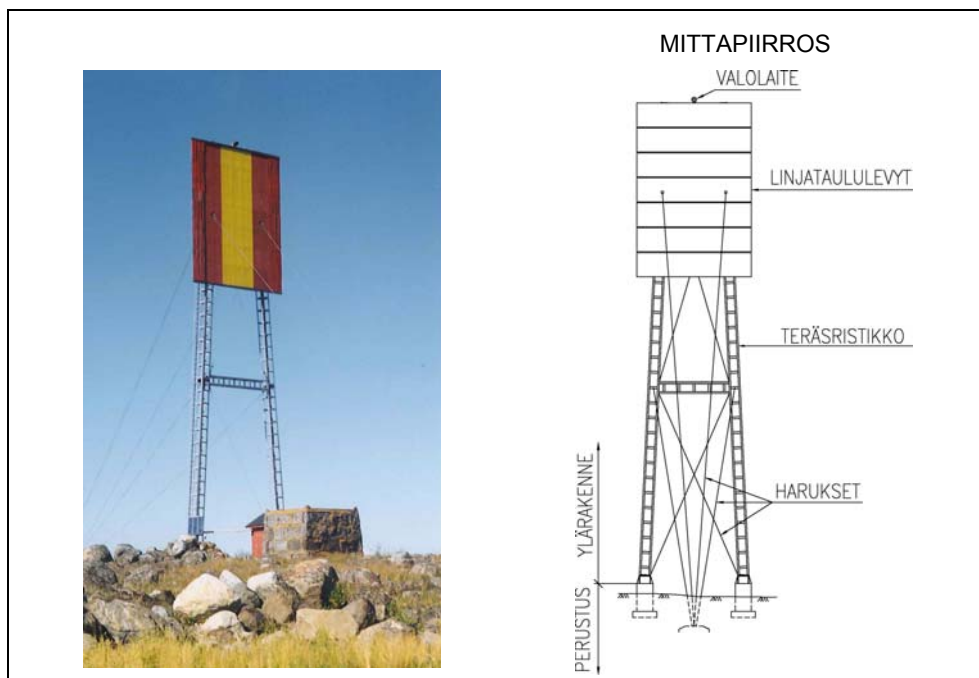 MITTAPIIRROS
VALOLAITE
LINJATAULULEVYT
TERÄSRISTIKKO
HARUKSET
YLÄRAKENNE
PERUSTUS